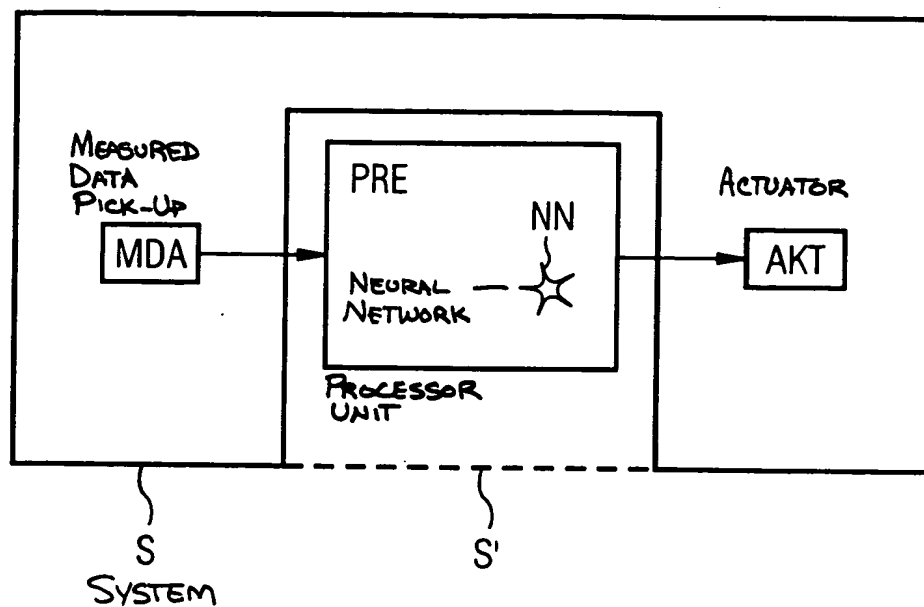 MEASURED
DATA
PICK-UP
MDA
PRE
NN
NEURAL
NETWORK
PROCESSOR
UNIT
ACTUATOR
AKT
S
SYSTEM
S'